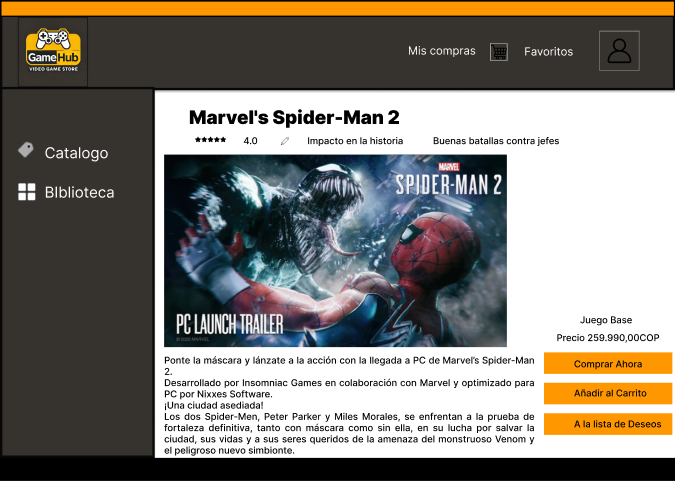 GameHub
VIDEO GAME STORE
Mis compras
Favoritos
Catalogo
BIblioteca
Marvel's Spider-Man 2
4.0
Impacto en la historia
Buenas batallas contra jefes
MARVEL
SPIDER-MAN 2
PC LAUNCH TRAILER
Juego Base
Precio 259.990,00COP
Comprar Ahora
Añadir al Carrito
A la lista de Deseos
Ponte la máscara y lánzate a la acción con la llegada a PC de Marvel's Spider-Man
2.
Desarrollado por Insomniac Games en colaboración con Marvel y optimizado para
PC por Nixxes Software.
¡Una ciudad asediada!
Los dos Spider-Men, Peter Parker y Miles Morales, se enfrentan a la prueba de
fortaleza definitiva, tanto con máscara como sin ella, en su lucha por salvar la
ciudad, sus vidas y a sus seres queridos de la amenaza del monstruoso Venom y
el peligroso nuevo simbionte.